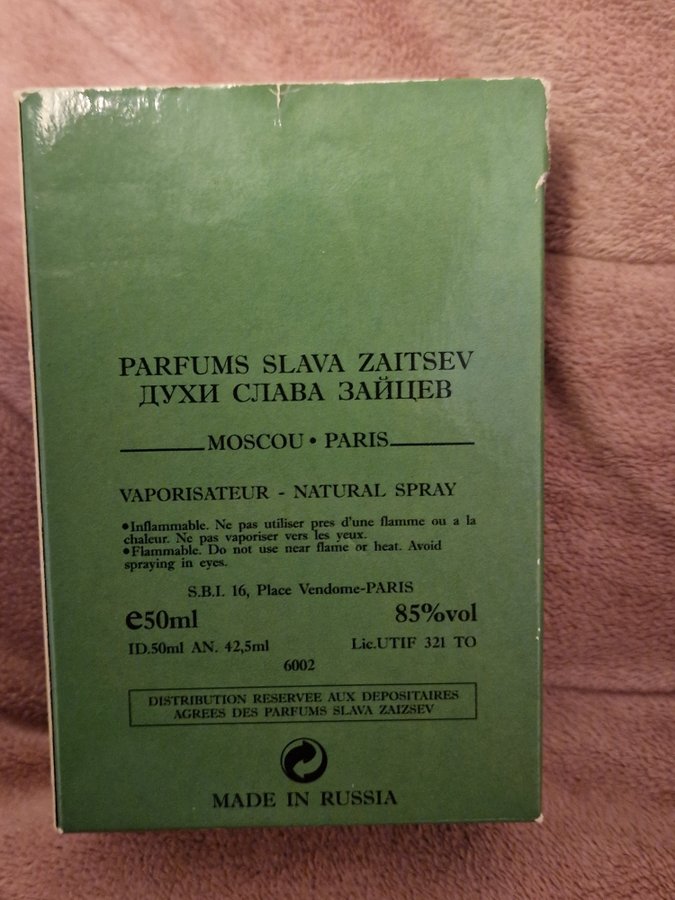 PARFUMS SLAVA ZAITSEV
ДУХИ СЛАВА ЗАЙЦЕВ
MOSCOU • PARIS
VAPORISATEUR - NATURAL SPRAY
•Inflammable. Ne pas utiliser pres d'une flamme ou a la
chaleur. Ne pas vaporiser vers les yeux.
•Flammable. Do not use near flame or heat. Avoid
spraying in eyes.
S.B.I. 16, Place Vendome-PARIS
e50ml 85%vol
ID.50ml AN. 42,5ml Lic.UTIF 321 TO
6002
DISTRIBUTION RESERVEE AUX DEPOSITAIRES
AGREES DES PARFUMS SLAVA ZAIZSEV
MADE IN RUSSIA